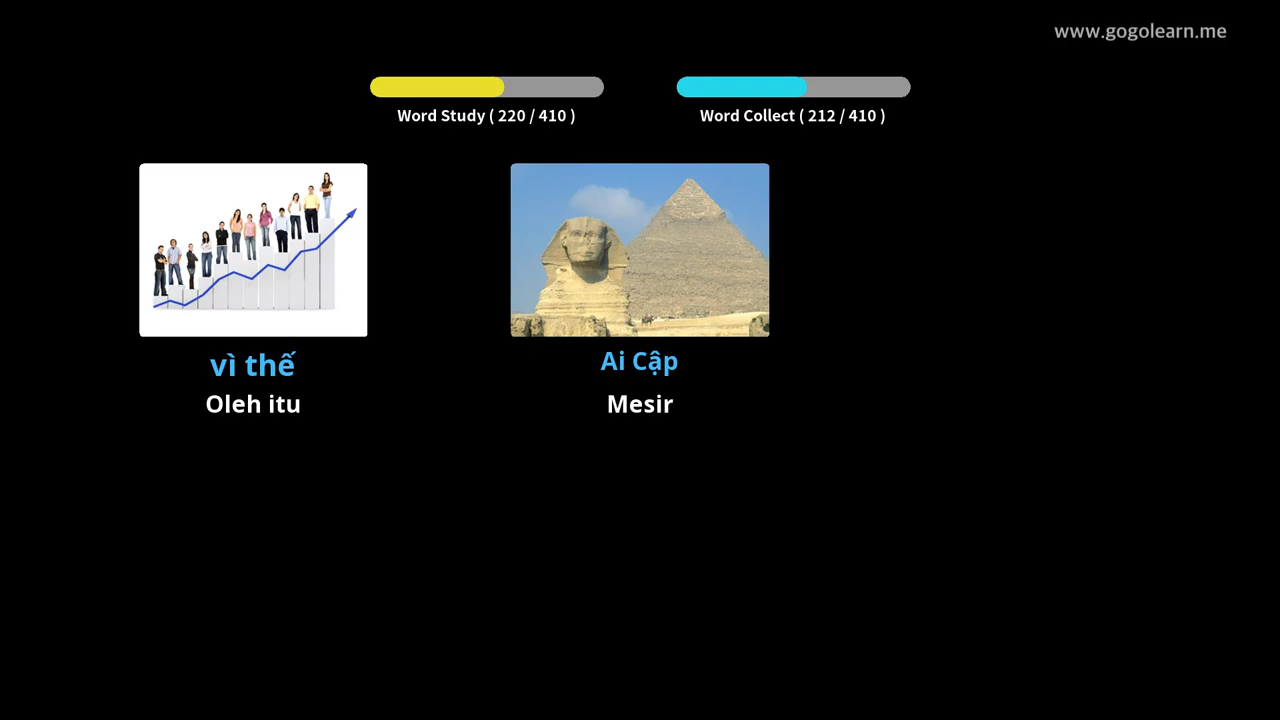 www.gogolearn.me
Word Study ( 220 / 410 )
Word Collect ( 212 / 410 )
vì thế
Oleh itu
Ai Cập
Mesir